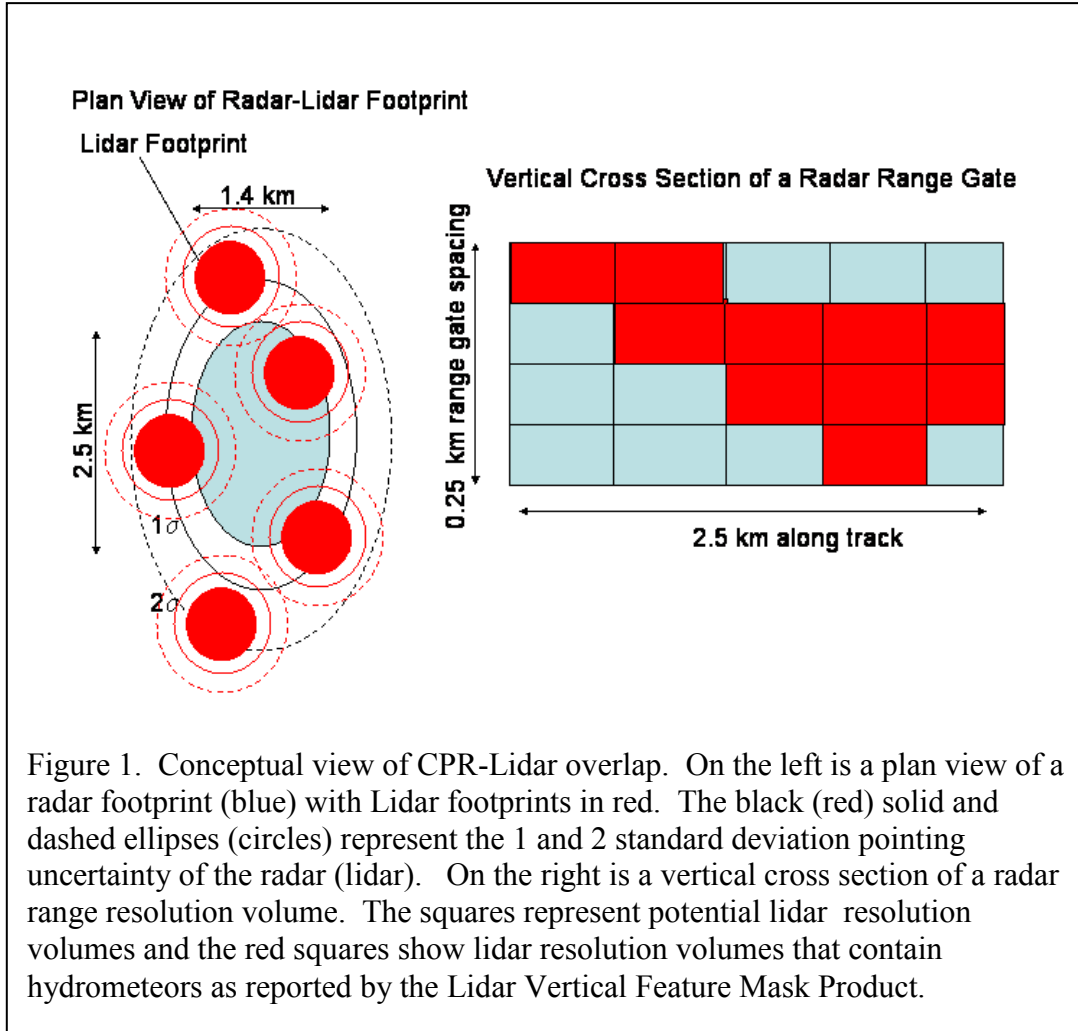 Plan View of Radar-Lidar Footprint
Lidar Footprint
1.4 km
2.5 km
1σ
2σ
Vertical Cross Section of a Radar Range Gate
0.25 km range gate spacing
2.5 km along track
Figure 1. Conceptual view of CPR-Lidar overlap. On the left is a plan view of a
radar footprint (blue) with Lidar footprints in red. The black (red) solid and
dashed ellipses (circles) represent the 1 and 2 standard deviation pointing
uncertainty of the radar (lidar). On the right is a vertical cross section of a radar
range resolution volume. The squares represent potential lidar resolution
volumes and the red squares show lidar resolution volumes that contain
hydrometeors as reported by the Lidar Vertical Feature Mask Product.